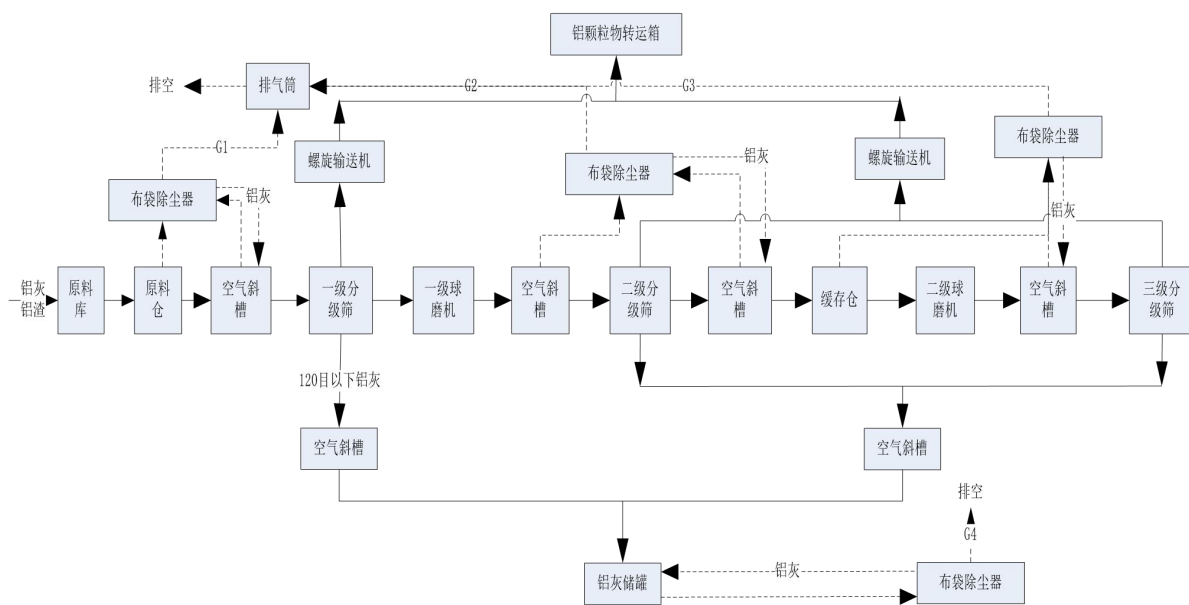 铝颗粒物转运箱
排空
排气筒
G2
G3
G1
螺旋输送机
布袋除尘器
铝灰
螺旋输送机
布袋除尘器
布袋除尘器
铝灰
铝灰
铝灰
铝渣
原料
库
原料
仓
空气斜
槽
一级分
级筛
一级球
磨机
空气斜
槽
二级分
级筛
空气斜
槽
缓存仓
二级球
磨机
空气斜
槽
三级分
级筛
120目以下铝灰
空气斜槽
空气斜槽
排空
G4
铝灰储罐
铝灰
布袋除尘器